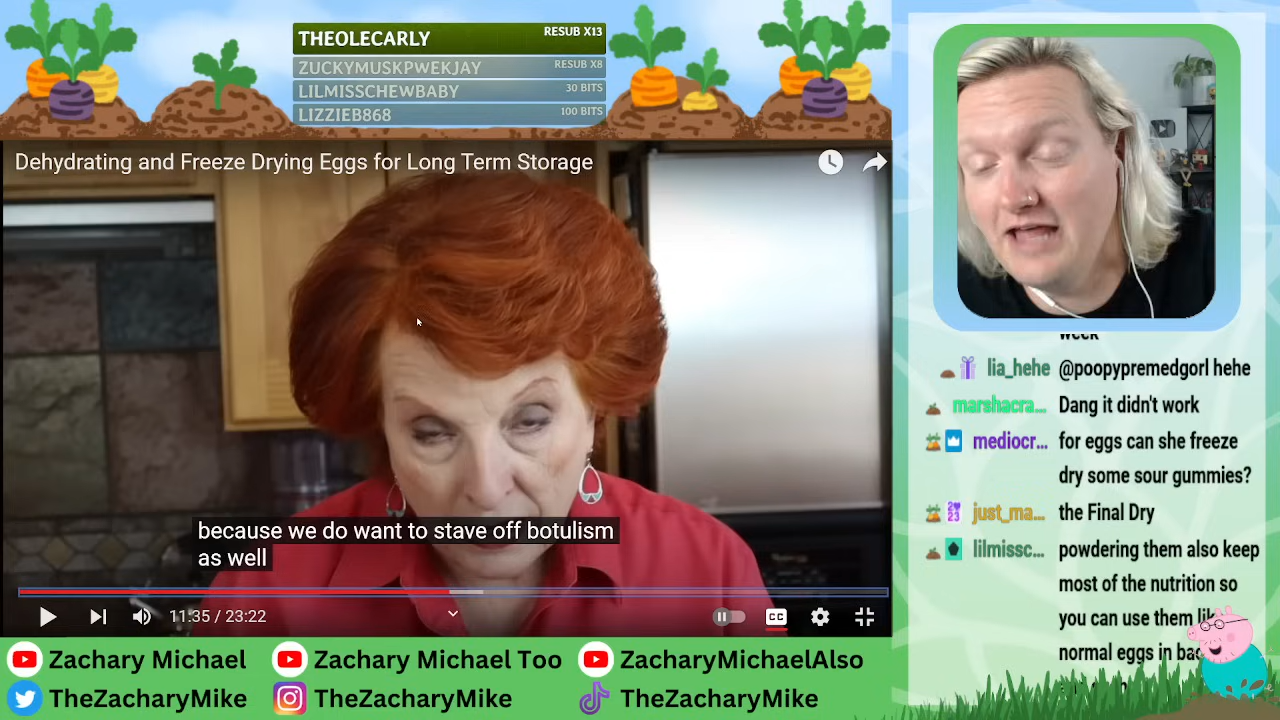 THEOLECARLY RESUB X13
ZUCKYMUSKPWEKJAY RESUB X8
LILMISSCHEWBABY 30 BITS
LIZZIEB868 100 BITS
Dehydrating and Freeze Drying Eggs for Long Term Storage
because we do want to stave off botulism
as well
11:35 / 23:22
CC
Zachary Michael Zachary Michael Too ZacharyMichaelAlso
TheZacharyMike TheZacharyMike TheZacharyMike
week
lia_hehe @poopypremedgorl hehe
marshacra... Dang it didn't work
mediocr... for eggs can she freeze
dry some sour gummies?
just_ma... the Final Dry
lilmissc... powdering them also keep
most of the nutrition so
you can use them
normal eggs in